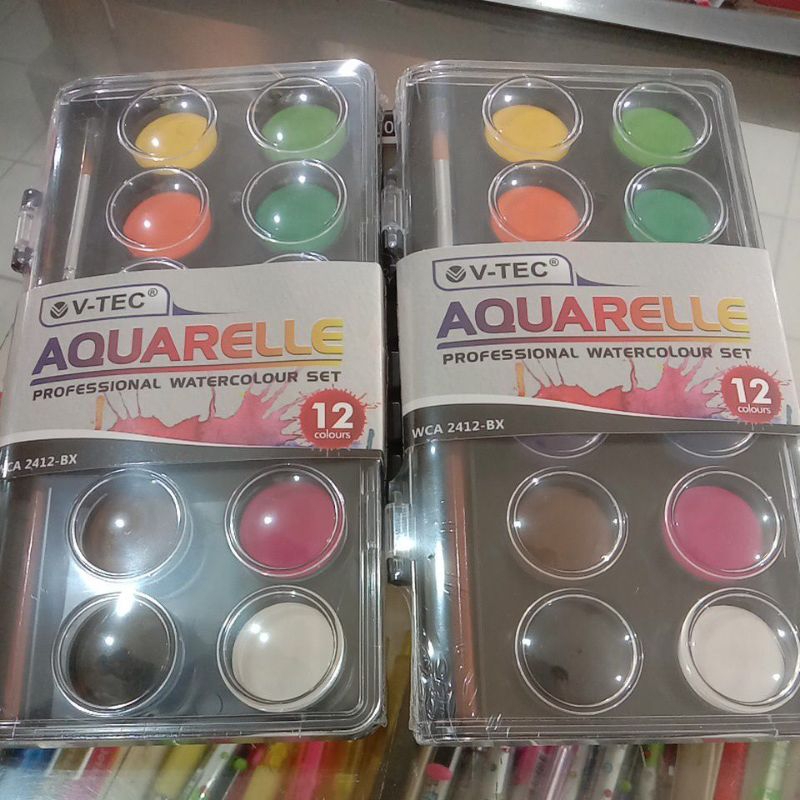 V-TEC®
AQUARELLE
PROFESSIONAL WATERCOLOUR SET
12
colours
CA 2412-BX
V-TEC®
AQUARELLE
PROFESSIONAL WATERCOLOUR SET
12
colours
WCA 2412-BX